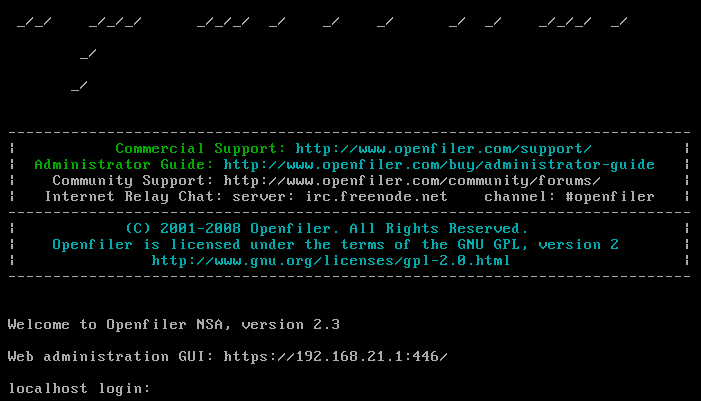 _/_/    _/_/_/      _/_/_/  _/    _/    _/      _/  _/    _/_/_/  _/
_/
_/
----------------------------------------------------------------------------
| Commercial Support: http://www.openfiler.com/support/ |
| Administrator Guide: http://www.openfiler.com/buy/administrator-guide |
| Community Support: http://www.openfiler.com/community/forums/ |
| Internet Relay Chat: server: irc.freenode.net    channel: #openfiler |
----------------------------------------------------------------------------
| (C) 2001-2008 Openfiler. All Rights Reserved. |
| Openfiler is licensed under the terms of the GNU GPL, version 2 |
| http://www.gnu.org/licenses/gpl-2.0.html |
----------------------------------------------------------------------------
Welcome to Openfiler NSA, version 2.3
Web administration GUI: https://192.168.21.1:446/
localhost login: